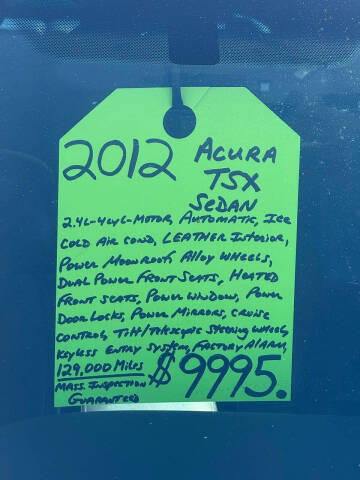 2012 ACURA
TSX
SEDAN
2.4L-4cyl-MOTOR, AUTOMATIC, ICE
COLD AIR COND, LEATHER INTERIOR,
POWER MOONROOF, ALLOY WHEELS,
DUAL POWER FRONT SEATS, HEATED
FRONT SEATS, POWER WINDOW, POWER
DOOR LOCKS, POWER MIRRORS, CRUISE
CONTROL, TILT/TELESCOPIC STEERING WHEEL,
KEYLESS ENTRY SYSTEM, FACTORY ALARM,
129,000 MILES
MASS. INSPECTION
GUARANTEED
$9995.